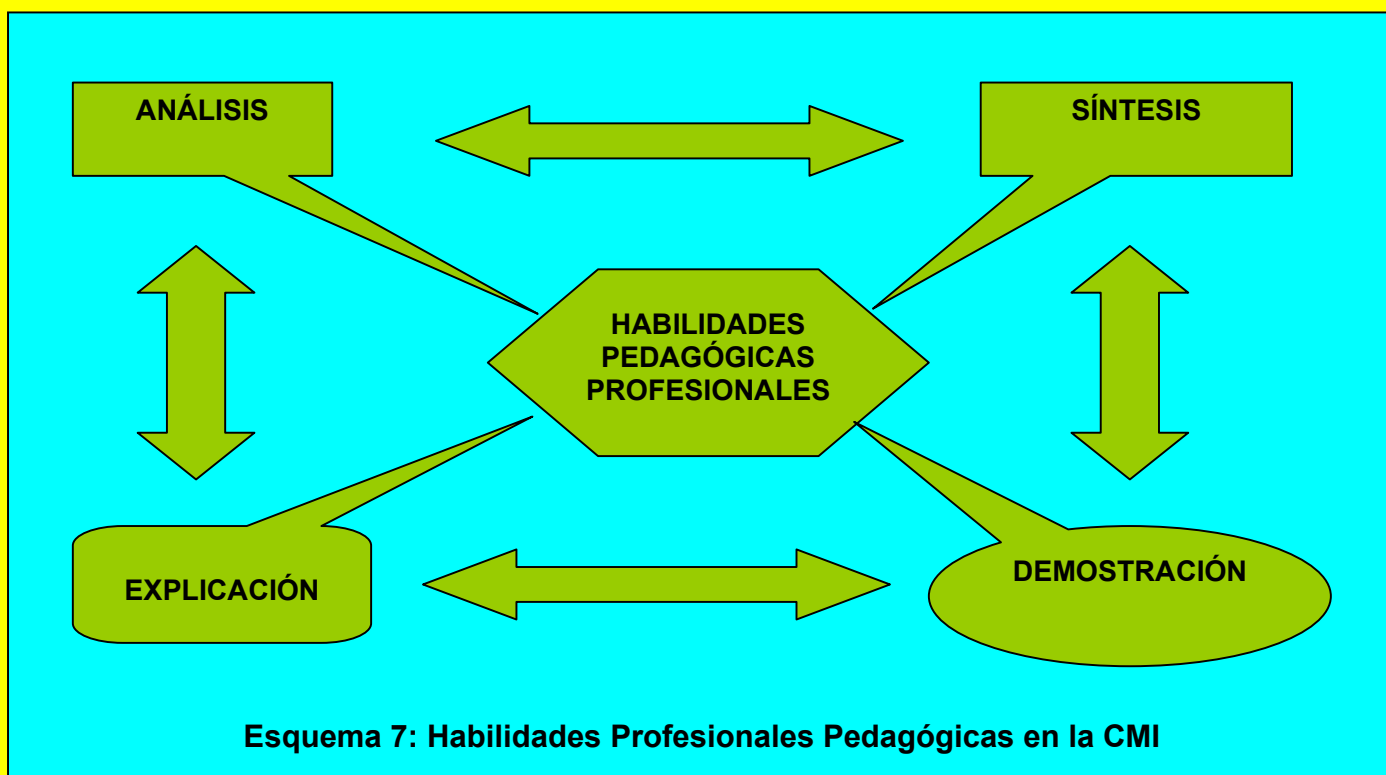 ANÁLISIS
SÍNTESIS
HABILIDADES
PEDAGÓGICAS
PROFESIONALES
EXPLICACIÓN
DEMOSTRACIÓN
Esquema 7: Habilidades Profesionales Pedagógicas en la CMI